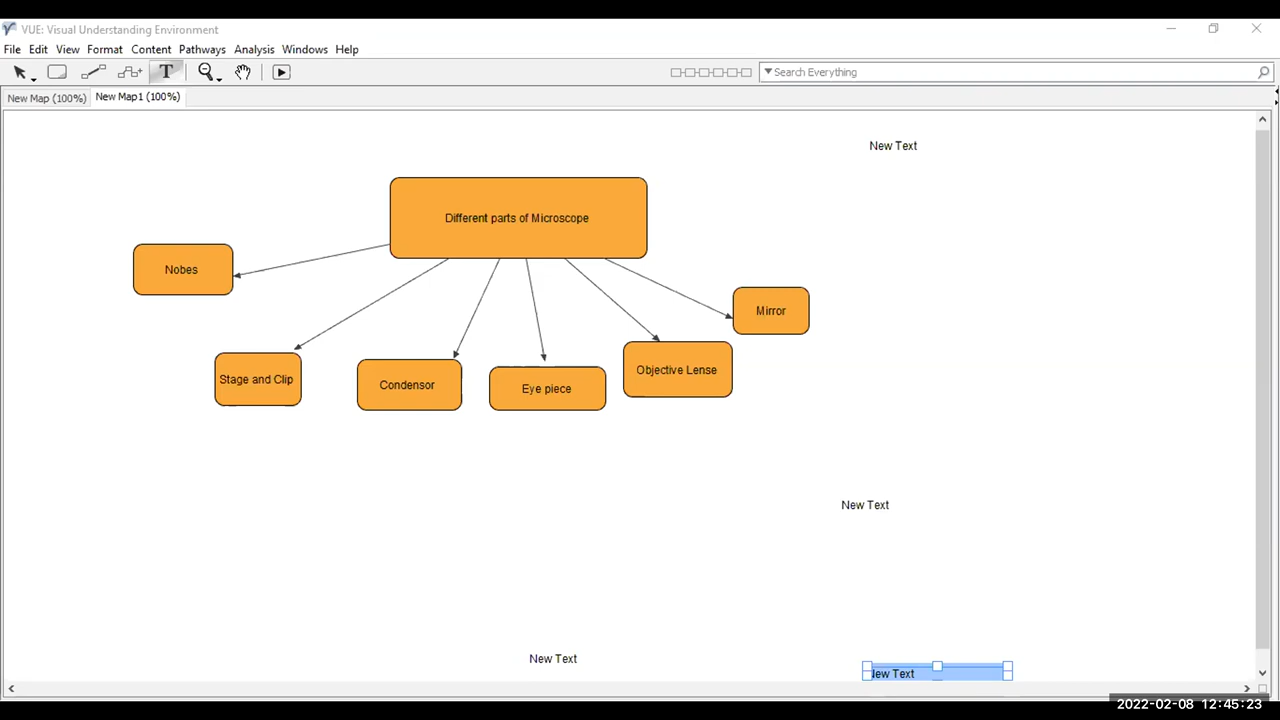 VUE: Visual Understanding Environment
File Edit View Format Content Pathways Analysis Windows Help
T
Search Everything
New Map (100%) New Map1 (100%)
New Text
Different parts of Microscope
Nobes
Mirror
Stage and Clip
Condensor
Eye piece
Objective Lense
New Text
New Text
New Text
2022-02-08 12:45:23